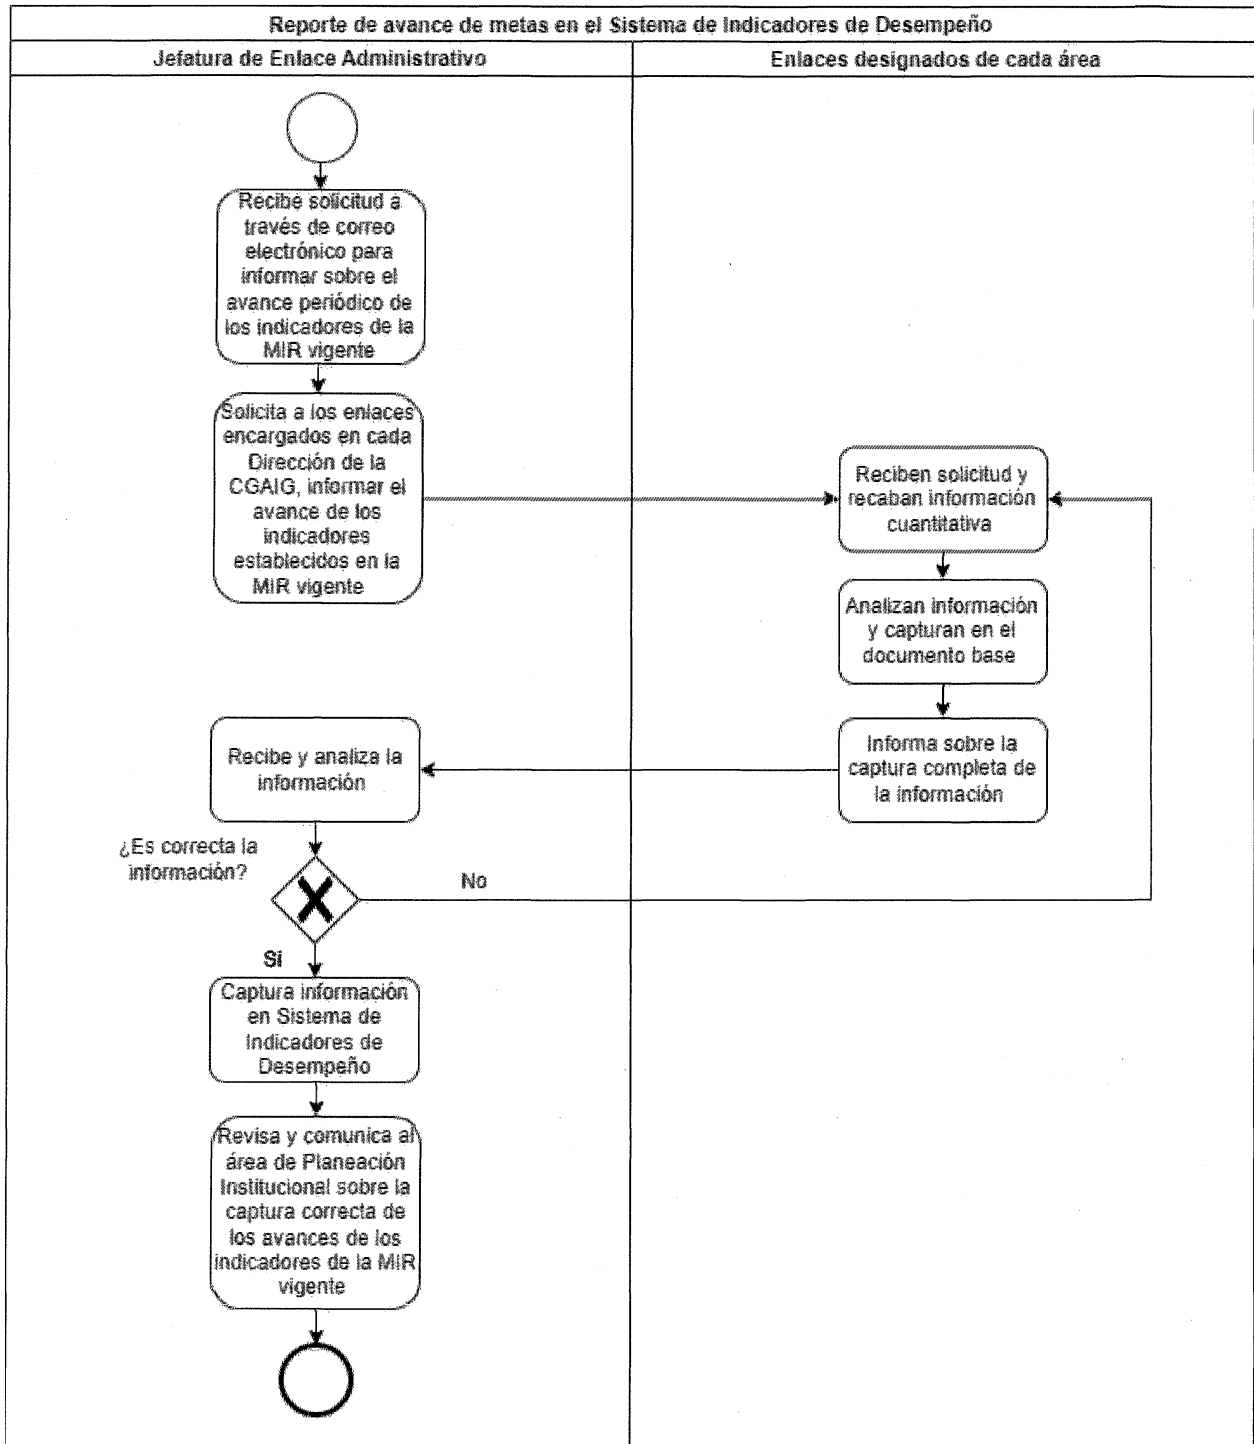 Reporte de avance de metas en el Sistema de Indicadores de Desempeño
Jefatura de Enlace Administrativo
Enlaces designados de cada área
Recibe solicitud a
través de correo
electrónico para
informar sobre el
avance periódico de
los indicadores de la
MIR vigente
Solicita a los enlaces
encargados en cada
Dirección de la
CGAIG, informar el
avance de los
indicadores
establecidos en la
MIR vigente
Reciben solicitud y
recaban información
cuantitativa
Analizan información
y capturan en el
documento base
Informa sobre la
captura completa de
la información
Recibe y analiza la
información
¿Es correcta la
información?
No
Sí
Captura información
en Sistema de
Indicadores de
Desempeño
Revisa y comunica al
área de Planeación
Institucional sobre la
captura correcta de
los avances de los
indicadores de la MIR
vigente